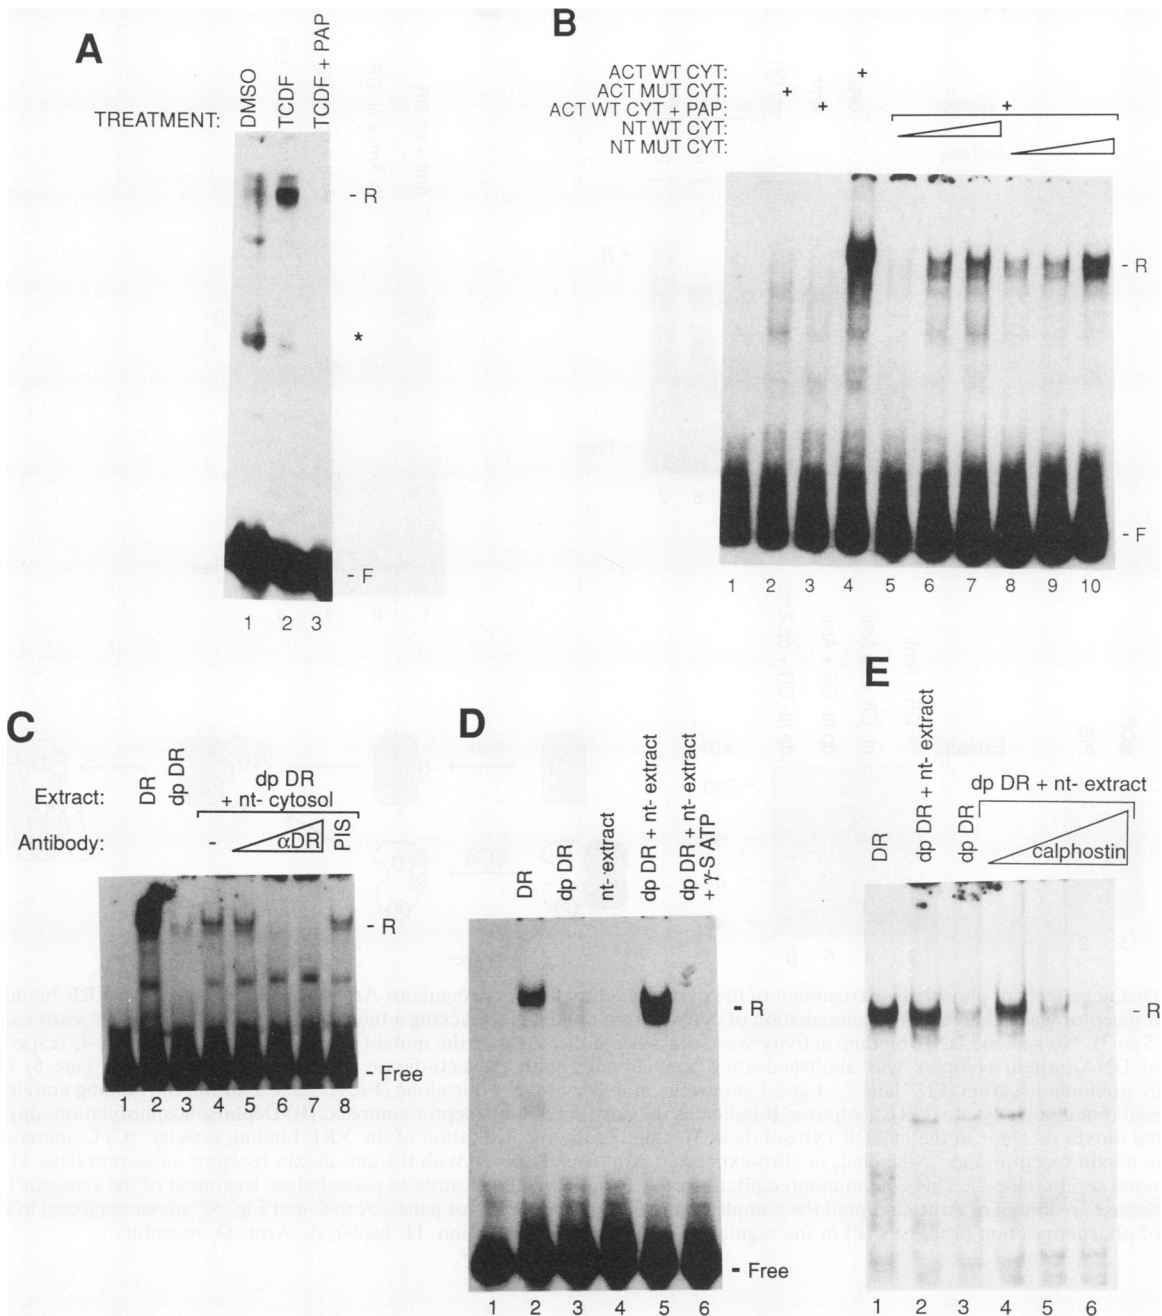 A
TREATMENT:
DMSO
TCDF
TCDF + PAP
- R
*
- F
1 2 3
B
ACT WT CYT: +
ACT MUT CYT: +
ACT WT CYT + PAP: + +
NT WT CYT:
NT MUT CYT:
- R
- F
1 2 3 4 5 6 7 8 9 10
C
Extract:
DR
dp DR
dp DR
+ nt- cytosol
Antibody:
-
αDR
PIS
- R
- Free
1 2 3 4 5 6 7 8
D
DR
dp DR
nt- extract
dp DR + nt- extract
dp DR + nt- extract
+ γ-S ATP
- R
- Free
1 2 3 4 5 6
E
DR
dp DR + nt- extract
dp DR
dp DR + nt- extract
calphostin
- R
1 2 3 4 5 6